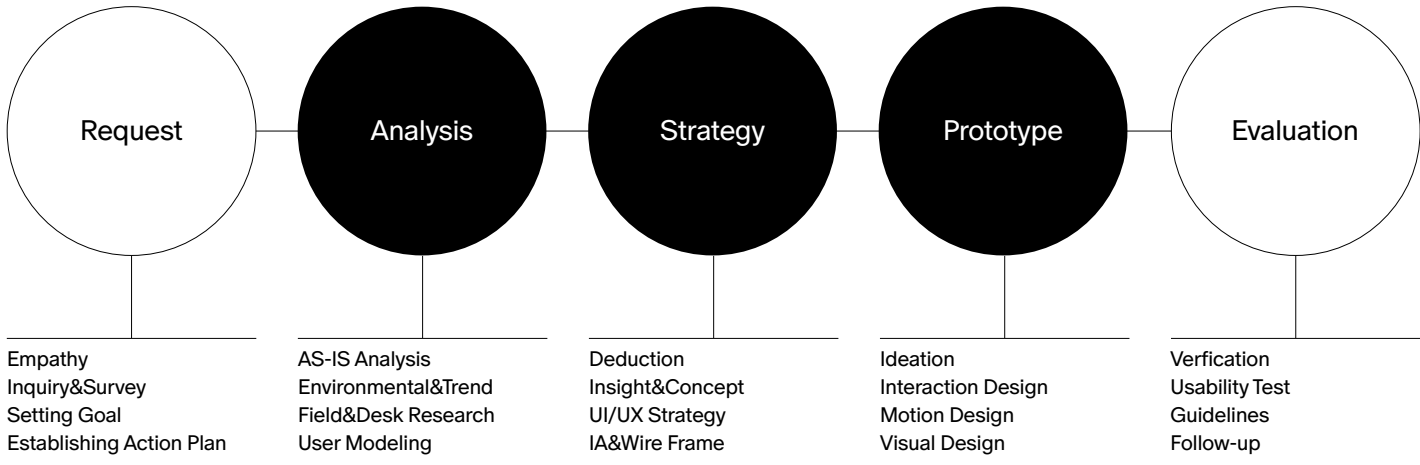 Request
Analysis
Strategy
Prototype
Evaluation
Empathy
Inquiry&Survey
Setting Goal
Establishing Action Plan
AS-IS Analysis
Environmental&Trend
Field&Desk Research
User Modeling
Deduction
Insight&Concept
UI/UX Strategy
IA&Wire Frame
Ideation
Interaction Design
Motion Design
Visual Design
Verfication
Usability Test
Guidelines
Follow-up